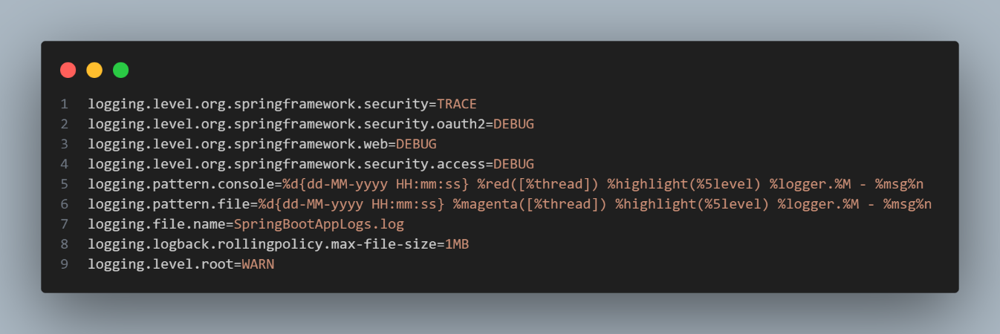 1 logging.level.org.springframework.security=TRACE
2 logging.level.org.springframework.security.oauth2=DEBUG
3 logging.level.org.springframework.web=DEBUG
4 logging.level.org.springframework.security.access=DEBUG
5 logging.pattern.console=%d{dd-MM-yyyy HH:mm:ss} %red([%thread]) %highlight(%5level) %logger.%M - %msg%n
6 logging.pattern.file=%d{dd-MM-yyyy HH:mm:ss} %magenta([%thread]) %highlight(%5level) %logger.%M - %msg%n
7 logging.file.name=SpringBootAppLogs.log
8 logging.logback.rollingpolicy.max-file-size=1MB
9 logging.level.root=WARN